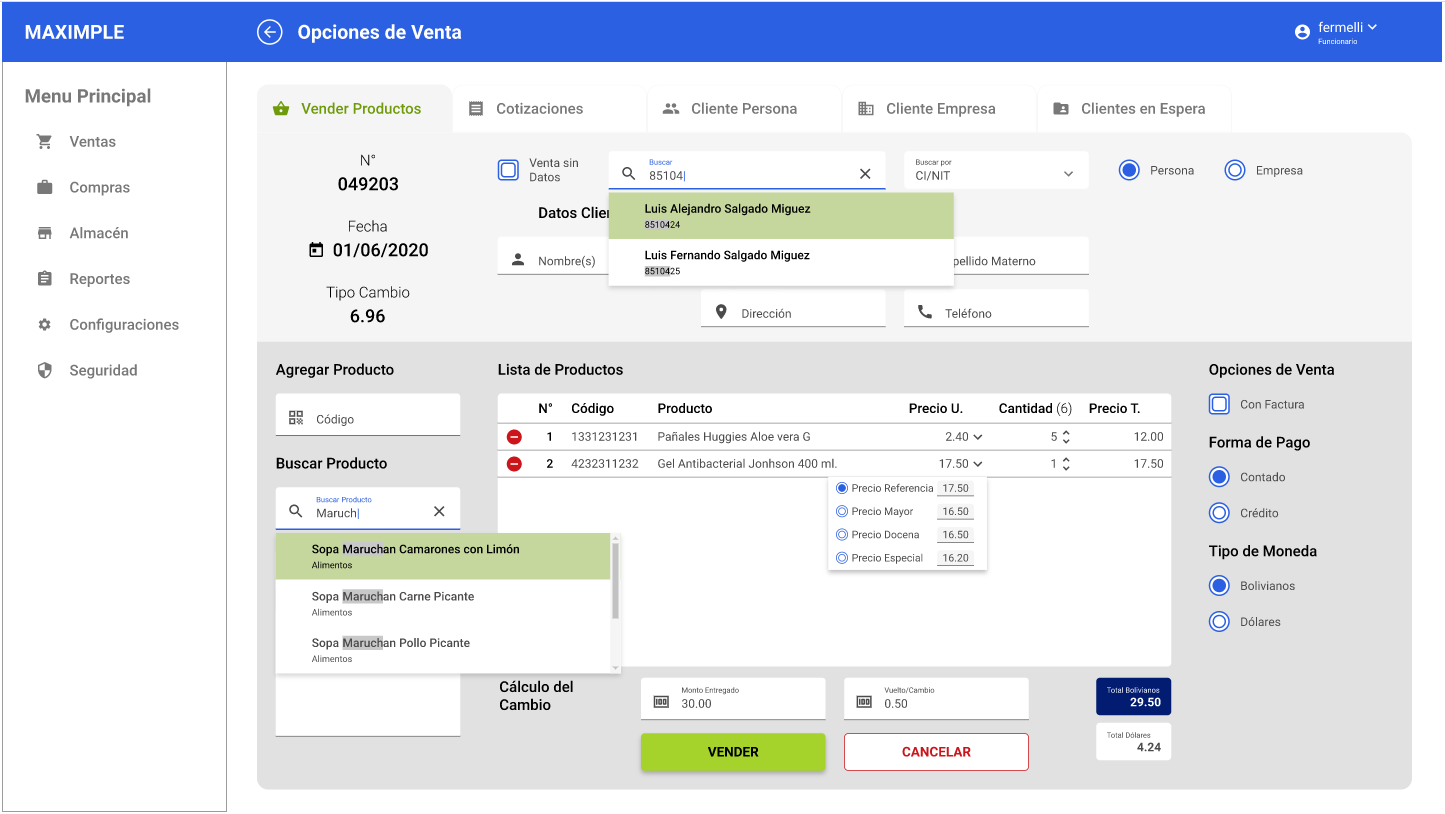 MAXIMPLE
Opciones de Venta
fermelli
Funcionario
Menu Principal
Ventas
Compras
Almacén
Reportes
Configuraciones
Seguridad
Vender Productos
Cotizaciones
Cliente Persona
Cliente Empresa
Clientes en Espera
N°
049203
Fecha
01/06/2020
Tipo Cambio
6.96
Venta sin
Datos
Buscar
85104
Buscar por
CI/NIT
Persona
Empresa
Datos Clie
Luis Alejandro Salgado Miguez
8510424
Luis Fernando Salgado Miguez
8510425
Nombre(s)
pellido Materno
Dirección
Teléfono
Agregar Producto
Código
Buscar Producto
Buscar Producto
Maruch
Sopa Maruchan Camarones con Limón
Alimentos
Sopa Maruchan Carne Picante
Alimentos
Sopa Maruchan Pollo Picante
Alimentos
Lista de Productos
N° Código Producto Precio U. Cantidad (6) Precio T.
1 1331231231 Pañales Huggies Aloe vera G 2.40 5 12.00
2 4232311232 Gel Antibacterial Jonhson 400 ml. 17.50 1 17.50
Precio Referencia 17.50
Precio Mayor 16.50
Precio Docena 16.50
Precio Especial 16.20
Opciones de Venta
Con Factura
Forma de Pago
Contado
Crédito
Tipo de Moneda
Bolivianos
Dólares
Cálculo del
Cambio
Monto Entregado
30.00
Vuelto/Cambio
0.50
Total Bolivianos
29.50
Total Dólares
4.24
VENDER
CANCELAR